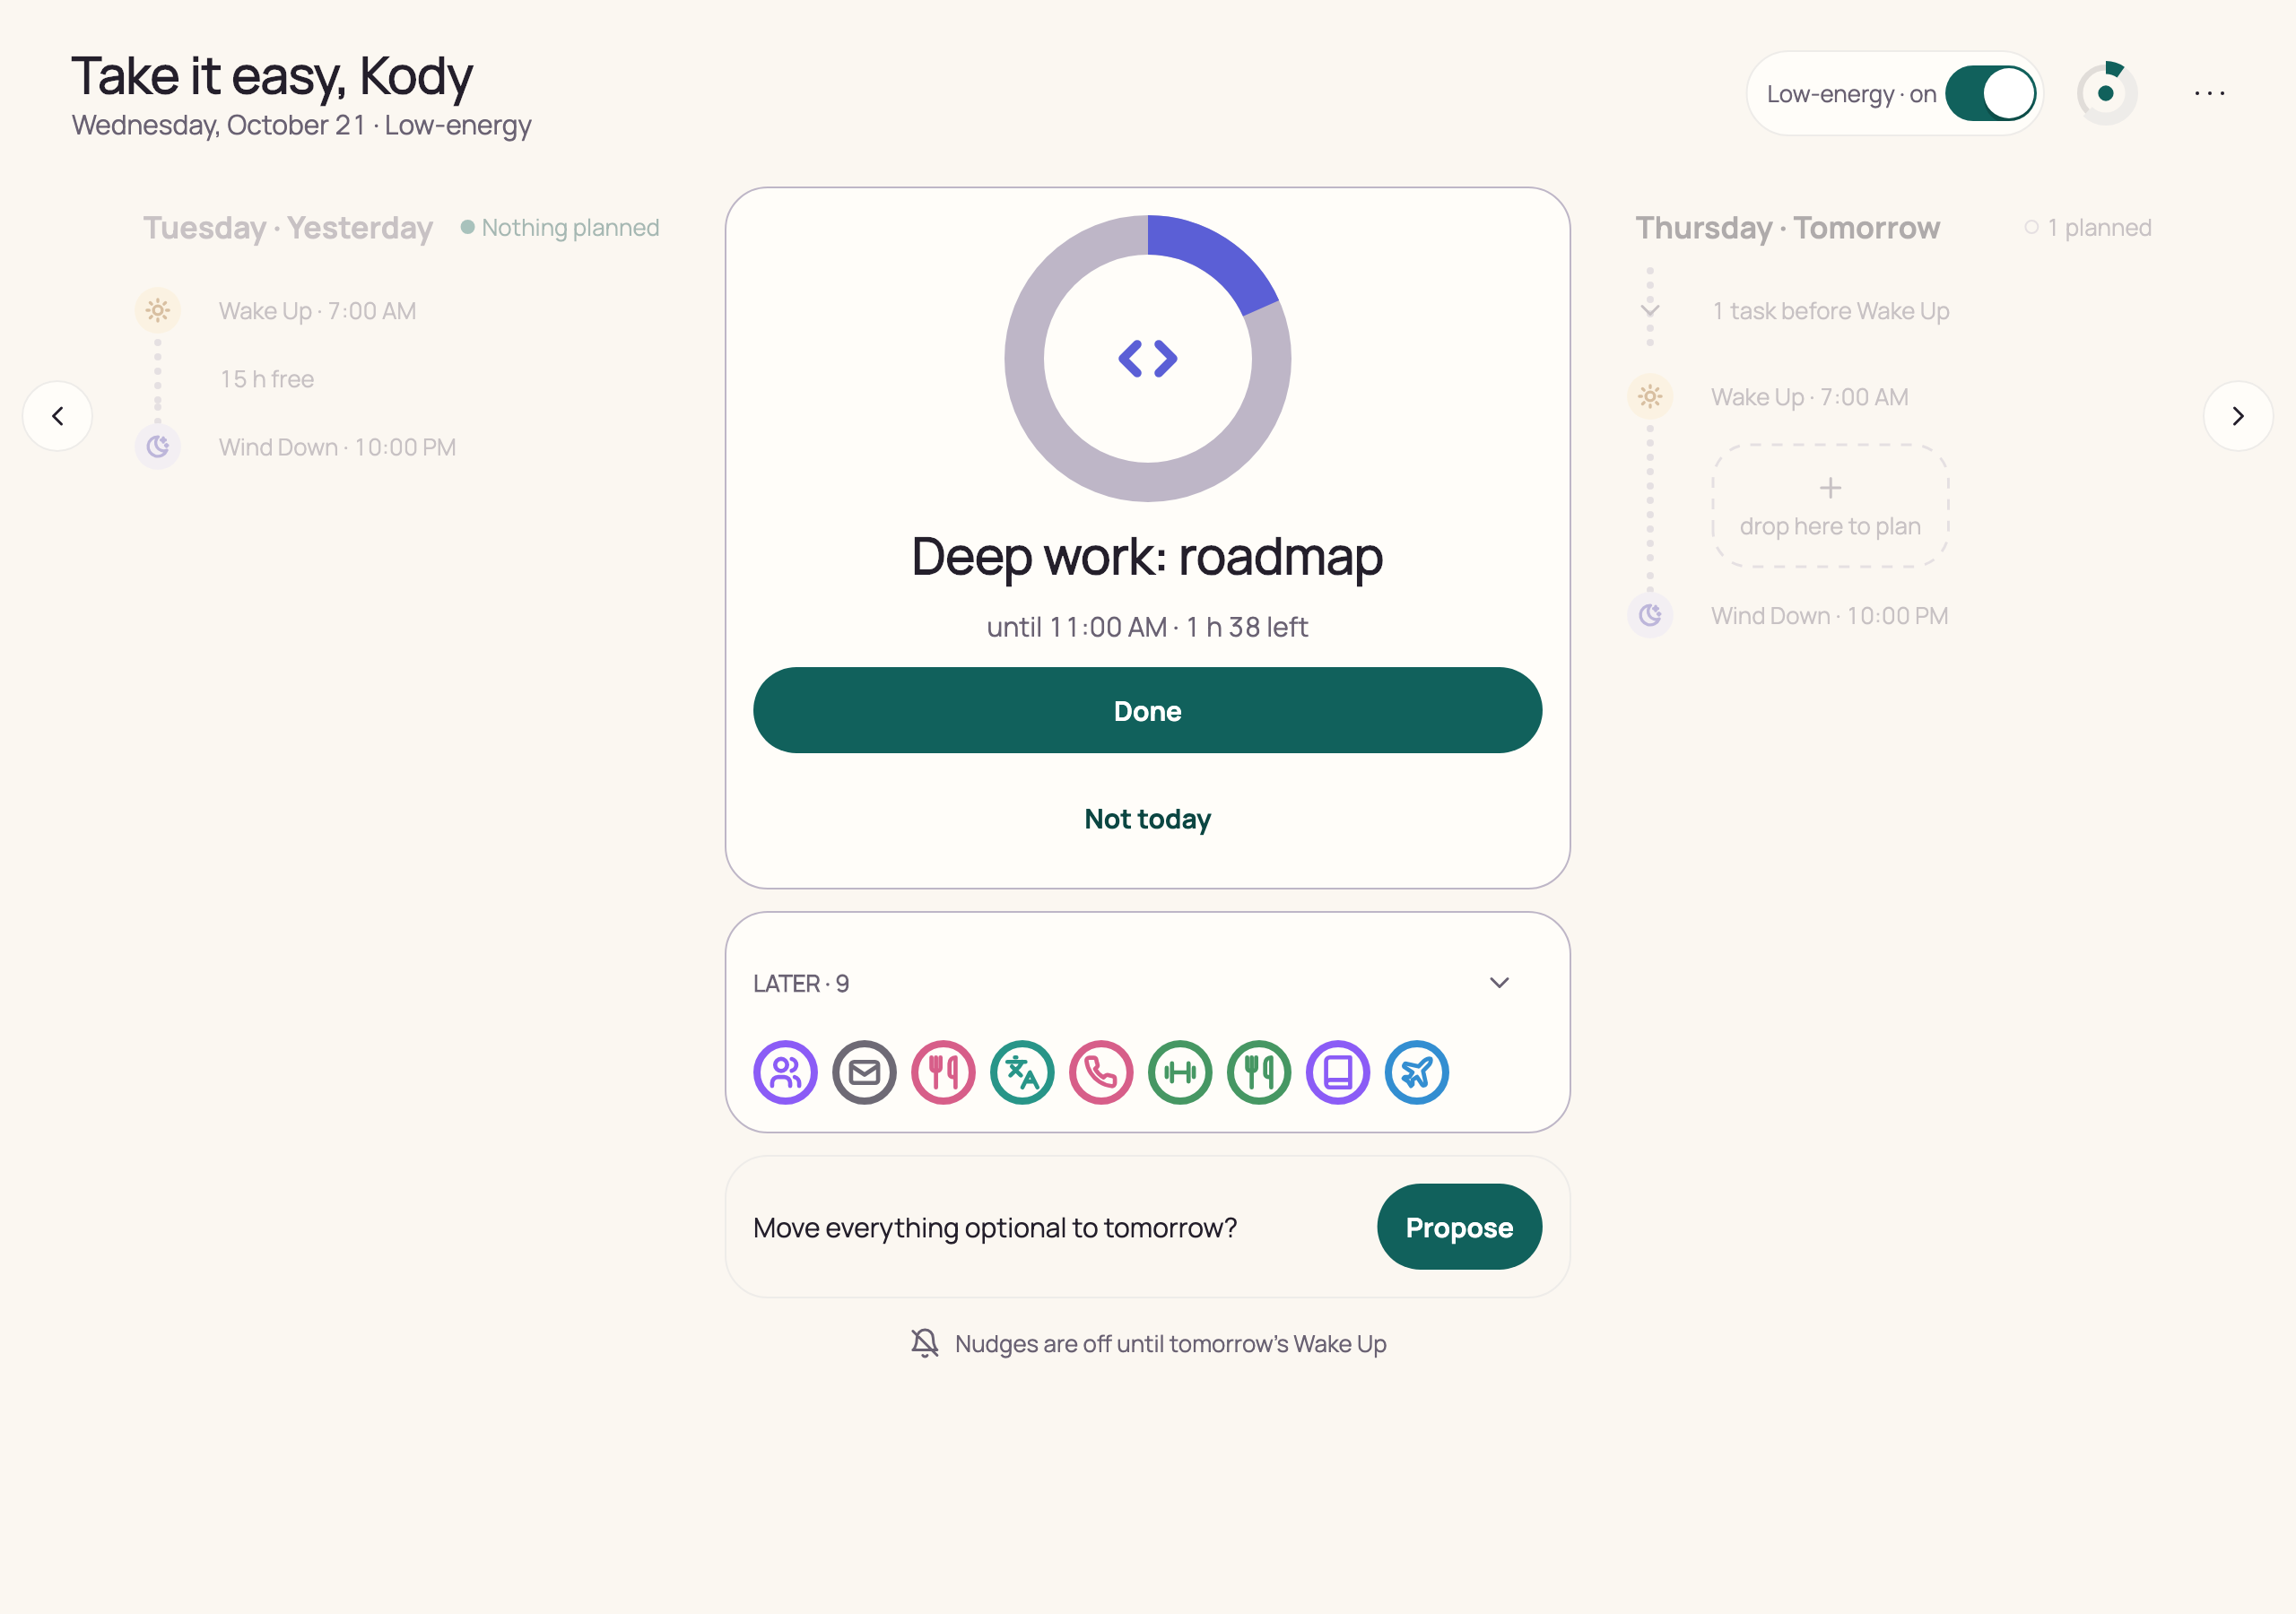 Take it easy, Kody
Wednesday, October 21 · Low-energy
Low-energy · on
Tuesday · Yesterday
Nothing planned
Wake Up · 7:00 AM
15 h free
Wind Down · 10:00 PM
Deep work: roadmap
until 11:00 AM · 1 h 38 left
Done
Not today
LATER · 9
Move everything optional to tomorrow?
Propose
Nudges are off until tomorrow's Wake Up
Thursday · Tomorrow
1 planned
1 task before Wake Up
Wake Up · 7:00 AM
drop here to plan
Wind Down · 10:00 PM